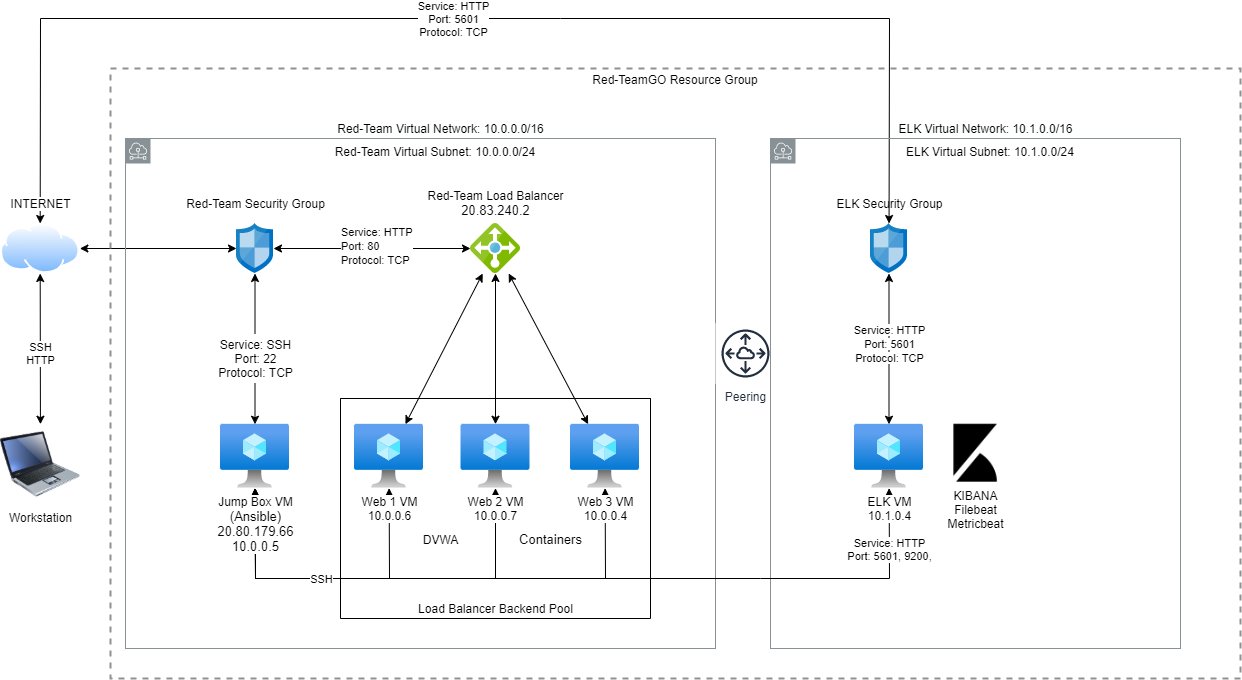 Service: HTTP
Port: 5601
Protocol: TCP
Red-TeamGO Resource Group
Red-Team Virtual Network: 10.0.0.0/16
ELK Virtual Network: 10.1.0.0/16
Red-Team Virtual Subnet: 10.0.0.0/24
ELK Virtual Subnet: 10.1.0.0/24
INTERNET
Red-Team Security Group
Red-Team Load Balancer
20.83.240.2
ELK Security Group
Service: HTTP
Port: 80
Protocol: TCP
SSH
HTTP
Service: SSH
Port: 22
Protocol: TCP
Service: HTTP
Port: 5601
Protocol: TCP
Peering
Workstation
Jump Box VM
(Ansible)
20.80.179.66
10.0.0.5
Web 1 VM
10.0.0.6
Web 2 VM
10.0.0.7
Web 3 VM
10.0.0.4
DVWA
Containers
ELK VM
10.1.0.4
KIBANA
Filebeat
Metricbeat
Service: HTTP
Port: 5601, 9200,
SSH
Load Balancer Backend Pool